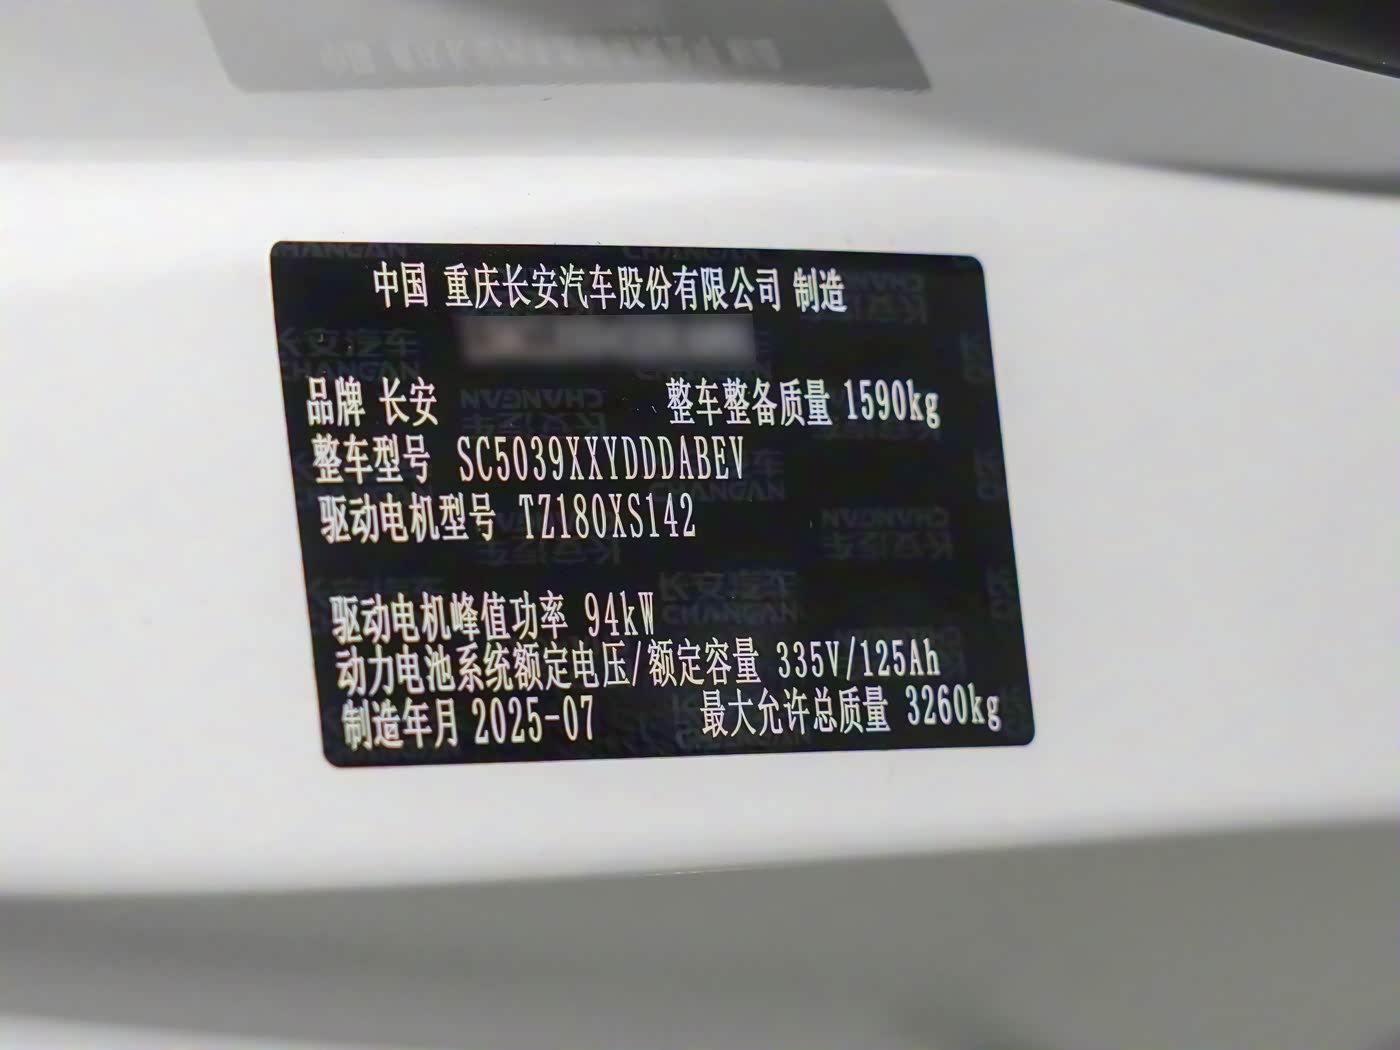 中国 重庆长安汽车股份有限公司 制造
品牌 长安 整车整备质量 1590kg
整车型号 SC5039XXYDDDABEV
驱动电机型号 TZ180XS142
驱动电机峰值功率 94kW
动力电池系统额定电压/额定容量 335V/125Ah
制造年月 2025-07 最大允许总质量 3260kg